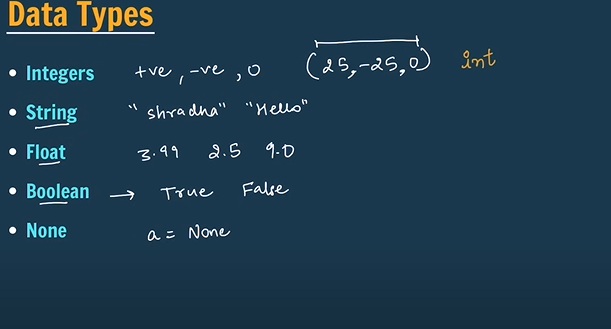 Data Types
• Integers +ve, -ve, 0 (25, -25, 0) int
• String "shradha" "Hello"
• Float 3.99 2.5 9.0
• Boolean → True False
• None a = None